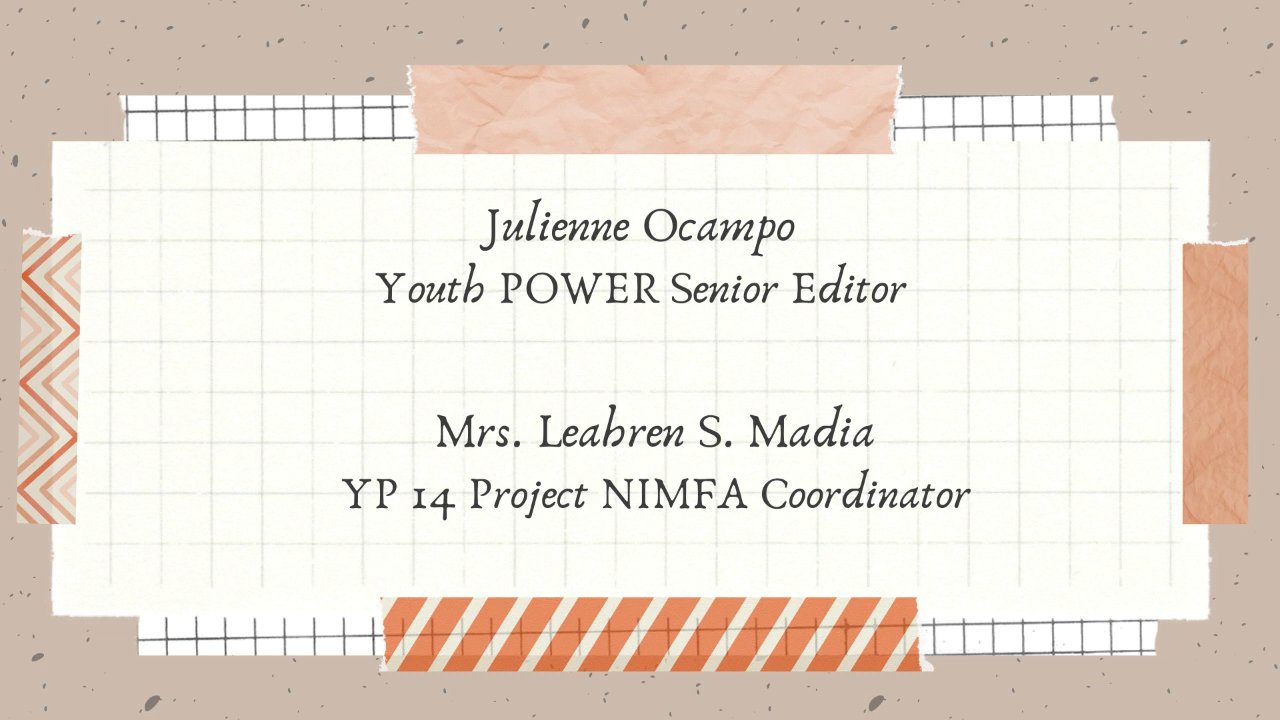 Julienne Ocampo
Youth POWER Senior Editor
Mrs. Leahren S. Madia
YP 14 Project NIMFA Coordinator